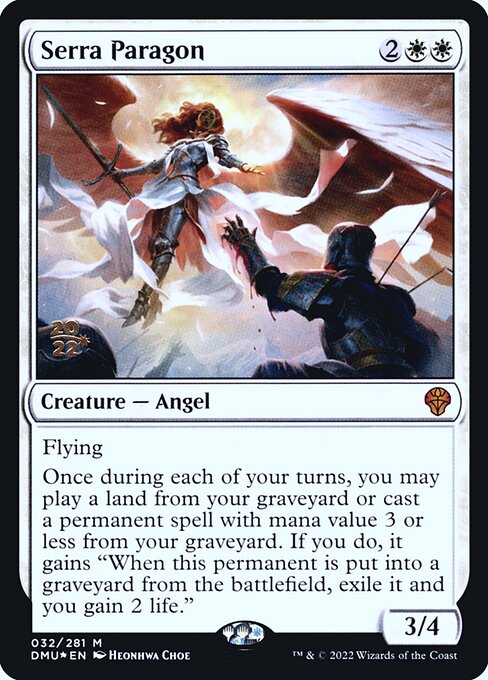 Serra Paragon 2
20
22
Creature — Angel
Flying
Once during each of your turns, you may
play a land from your graveyard or cast
a permanent spell with mana value 3 or
less from your graveyard. If you do, it
gains “When this permanent is put into a
graveyard from the battlefield, exile it and
you gain 2 life.”
3/4
032/281 M
DMU★EN HEONHWA CHOE
™ & © 2022 Wizards of the Coast